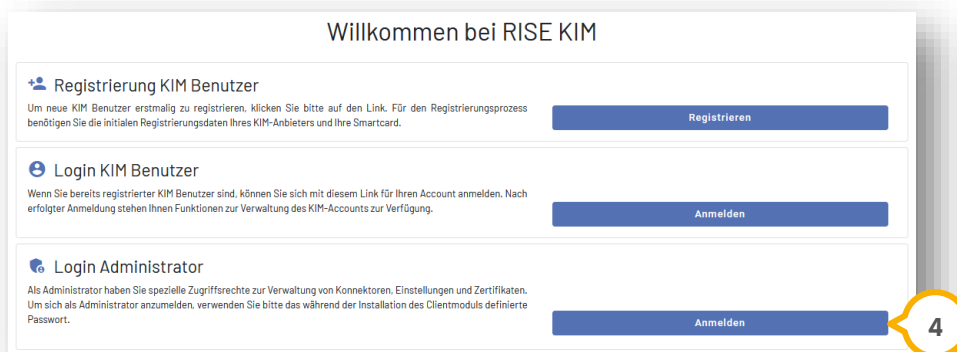 Willkommen bei RISE KIM
Registrierung KIM Benutzer
Um neue KIM Benutzer erstmalig zu registrieren, klicken Sie bitte auf den Link. Für den Registrierungsprozess
benötigen Sie die initialen Registrierungsdaten Ihres KIM-Anbieters und Ihre Smartcard.
Registrieren
Login KIM Benutzer
Wenn Sie bereits registrierter KIM Benutzer sind, können Sie sich mit diesem Link für Ihren Account anmelden. Nach
erfolgter Anmeldung stehen Ihnen Funktionen zur Verwaltung des KIM-Accounts zur Verfügung.
Anmelden
Login Administrator
Als Administrator haben Sie spezielle Zugriffsrechte zur Verwaltung von Konnektoren, Einstellungen und Zertifikaten.
Um sich als Administrator anzumelden, verwenden Sie bitte das während der Installation des Clientmoduls definierte
Passwort.
Anmelden
4